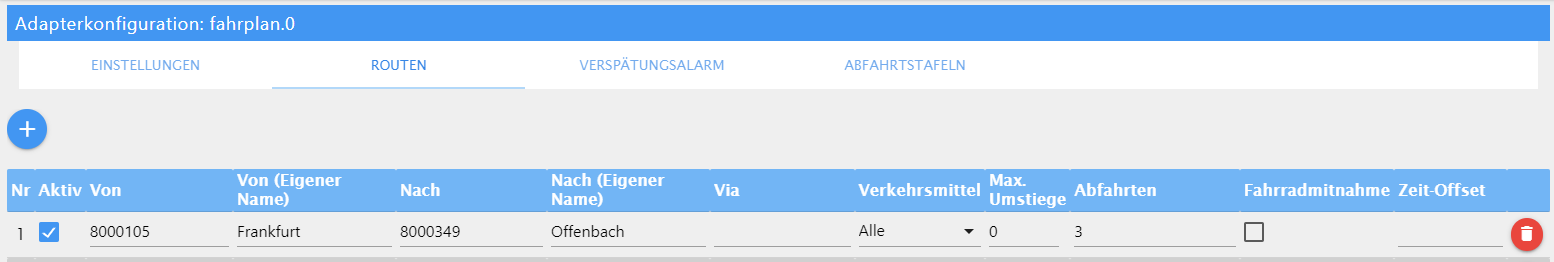 Adapterkonfiguration: fahrplan.0
EINSTELLUNGEN ROUTEN VERSPÄTUNGSALARM ABFAHRTSTAFELN
+
Nr Aktiv Von Von (Eigener Name) Nach Nach (Eigener Name) Via Verkehrsmittel Max. Umstiege Abfahrten Fahrradmitnahme Zeit-Offset
1 8000105 Frankfurt 8000349 Offenbach Alle 0 3